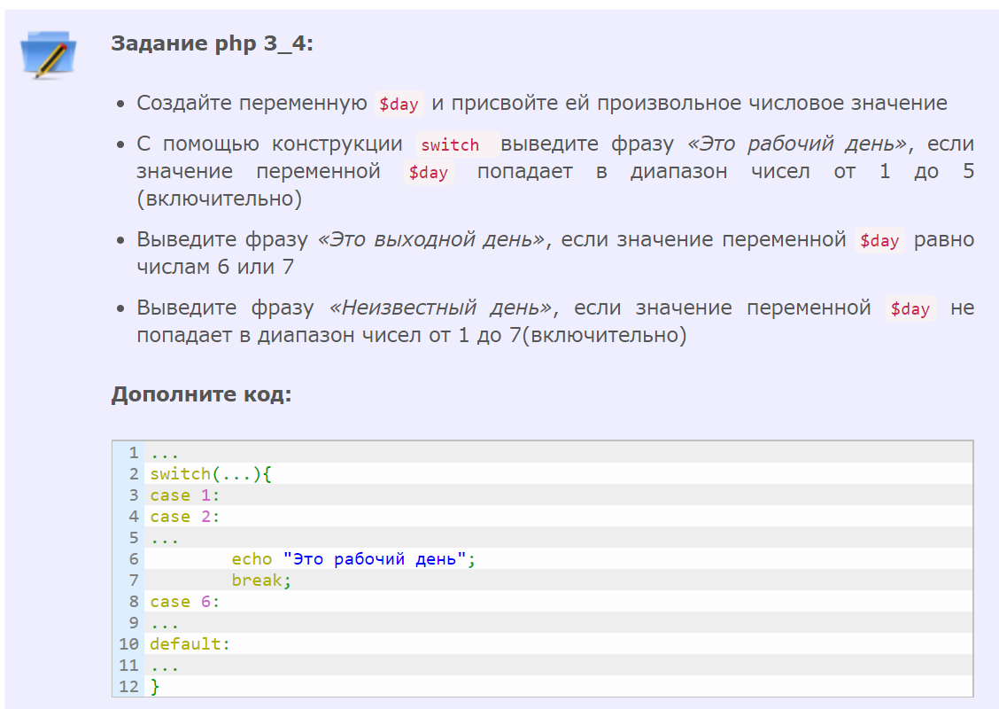 Задание php 3_4:
• Создайте переменную $day и присвойте ей произвольное числовое значение
• С помощью конструкции switch выведите фразу «Это рабочий день», если
значение переменной $day попадает в диапазон чисел от 1 до 5
(включительно)
• Выведите фразу «Это выходной день», если значение переменной $day равно
числам 6 или 7
• Выведите фразу «Неизвестный день», если значение переменной $day не
попадает в диапазон чисел от 1 до 7(включительно)
Дополните код:
1 ...
2 switch(...){
3 case 1:
4 case 2:
5 ...
6         echo "Это рабочий день";
7         break;
8 case 6:
9 ...
10 default:
11 ...
12 }